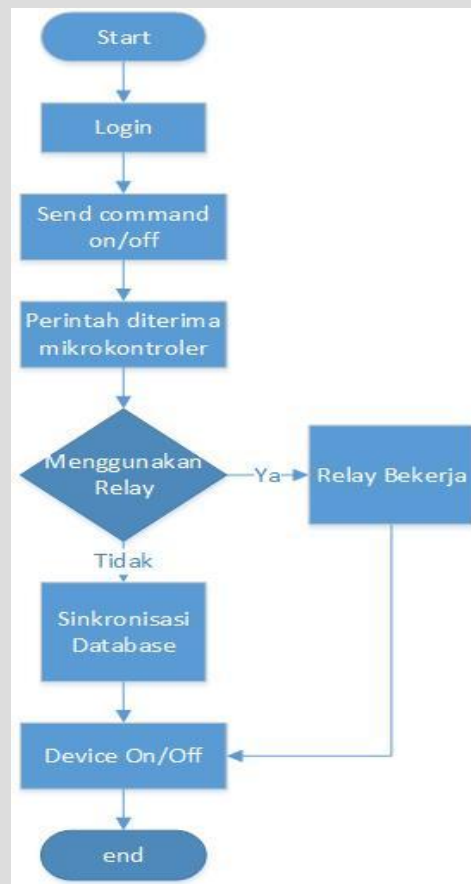 Start
Login
Send command
on/off
Perintah diterima
mikrokontroler
Menggunakan
Relay
Ya
Relay Bekerja
Tidak
Sinkronisasi
Database
Device On/Off
end